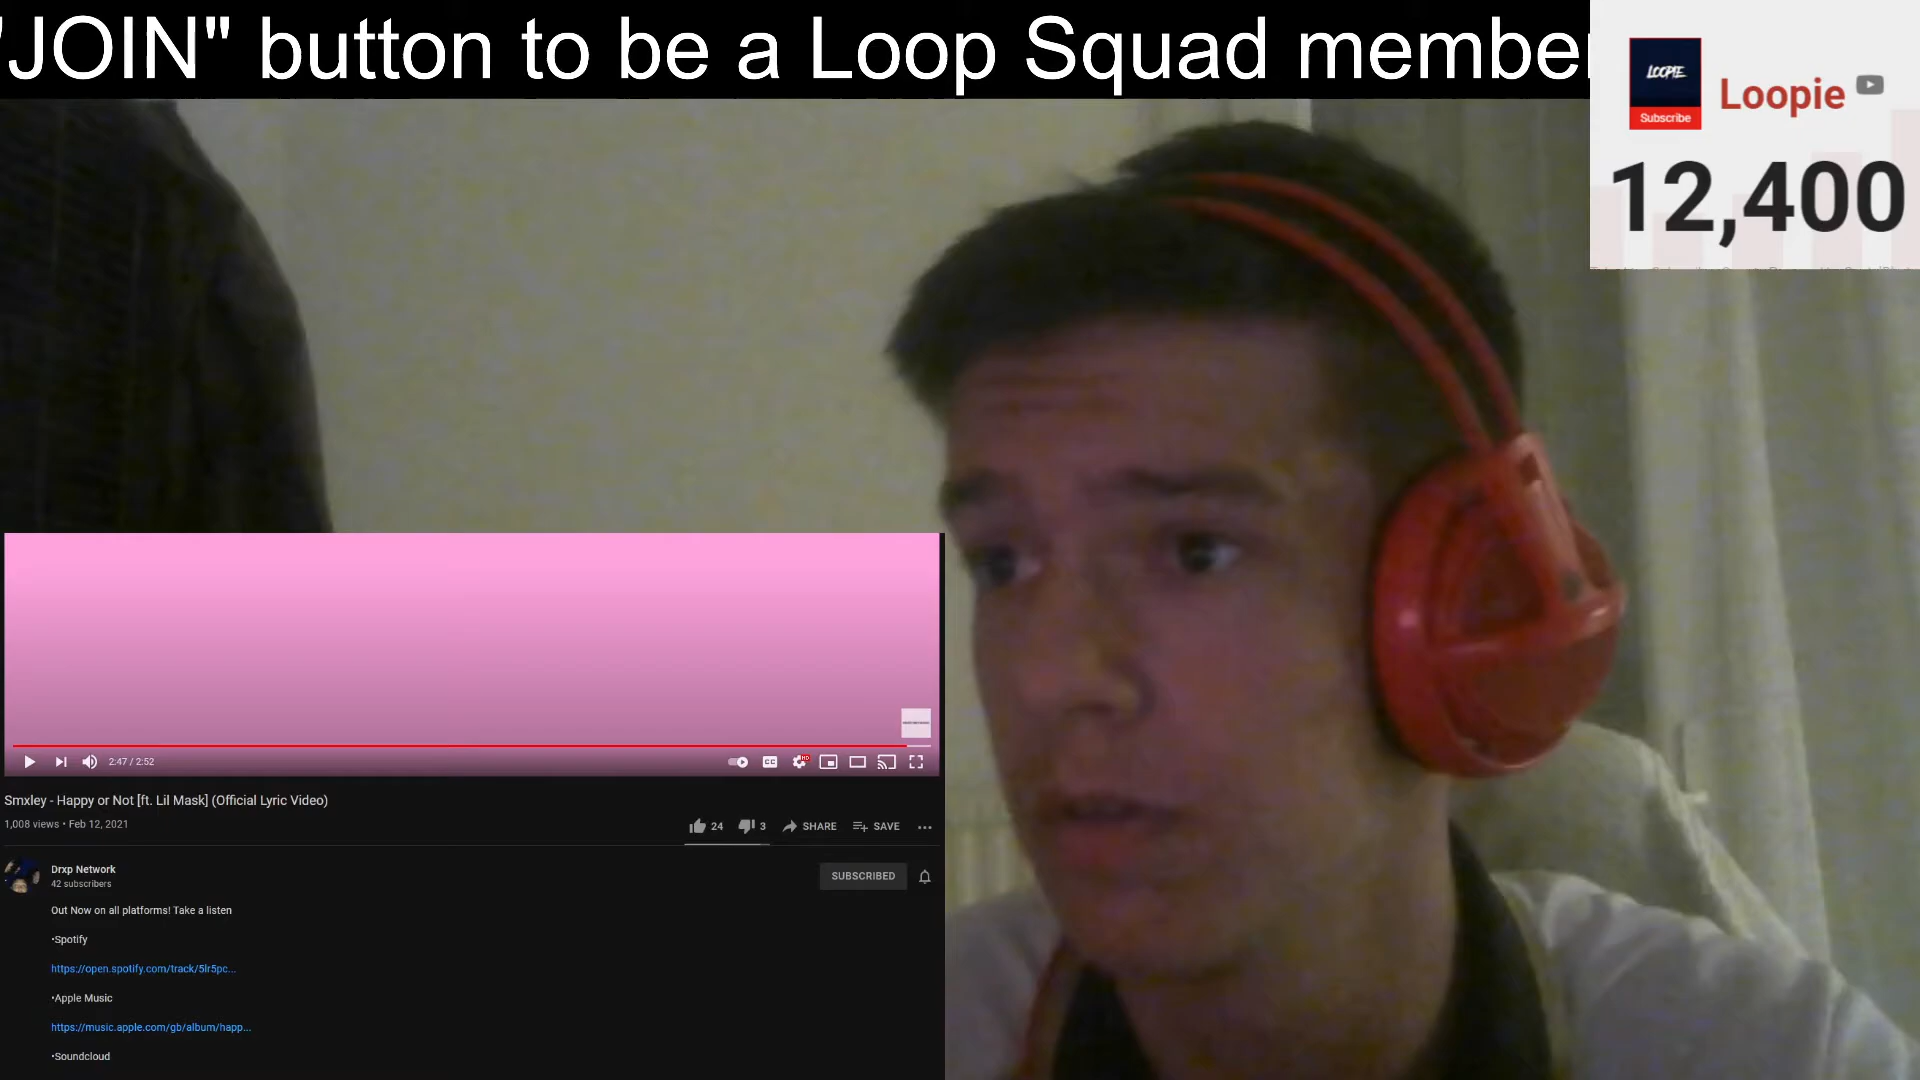 "JOIN" button to be a Loop Squad membe
LOOPIE
Subscribe
Loopie
12,400
2:47 / 2:52
CC
HD
Smxley - Happy or Not [ft. Lil Mask] (Official Lyric Video)
1,008 views • Feb 12, 2021
24
3
SHARE
SAVE
Drxp Network
42 subscribers
SUBSCRIBED
Out Now on all platforms! Take a listen
•Spotify
https://open.spotify.com/track/5lr5pc...
•Apple Music
https://music.apple.com/gb/album/happ...
•Soundcloud